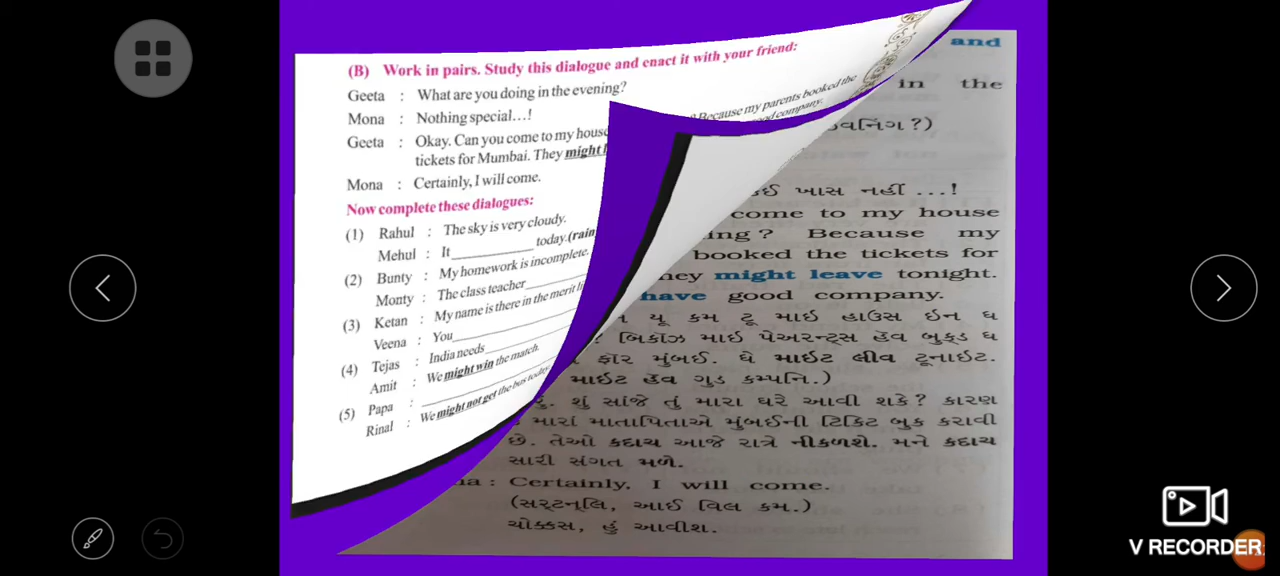 (B) Work in pairs. Study this dialogue and enact it with your friend:
Geeta : What are you doing in the evening?
Mona : Nothing special...!
Geeta : Okay. Can you come to my house
Because my parents booked the
tickets for Mumbai. They might
good company.
Mona : Certainly, I will come.
Now complete these dialogues:
(1) Rahul : The sky is very cloudy.
Mehul : It __________ today. (rain
(2) Bunty : My homework is incomplete.
Monty : The class teacher
(3) Ketan : My name is there in the merit
Veena : You
(4) Tejas : India needs
Amit : We might win the match.
(5) Papa :
Rinal : We might not get the bus today.
and
in the
ખાસ નહીં ...!
come to my house
? Because my
booked the tickets for
might leave tonight.
have good company.
યૂ કમ ટૂ માઈ હાઉસ ઈન ધ
? બિકૉઝ માઈ પેઅરન્ટ્સ હૅવ બુક્ડ ધ
ફૉર મુંબઈ. ધે માઈટ લીવ ટૂનાઈટ.
માઈટ હૅવ ગુડ કમ્પનિ.)
શું સાંજે તું મારા ઘરે આવી શકે? કારણ
મારાં માતાપિતાએ મુંબઈની ટિકિટ બુક કરાવી
છે. તેઓ કદાચ આજે રાત્રે નીકળશે. મને કદાચ
સારી સંગત મળે.
: Certainly, I will come.
(સર્ટન્લિ, આઈ વિલ કમ.)
ચોક્કસ, હું આવીશ.
V RECORDER